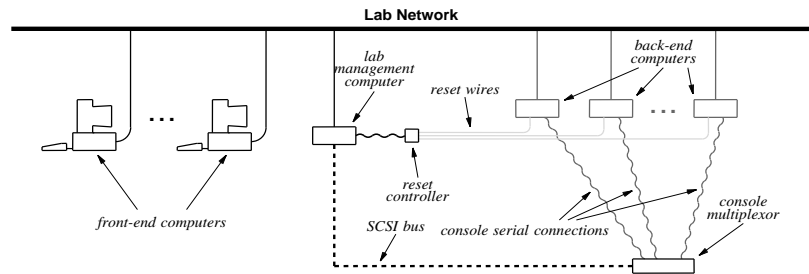 Lab Network
lab
management
computer
back-end
computers
reset wires
...
...
reset
controller
front-end computers
SCSI bus
console serial connections
console
multiplexor